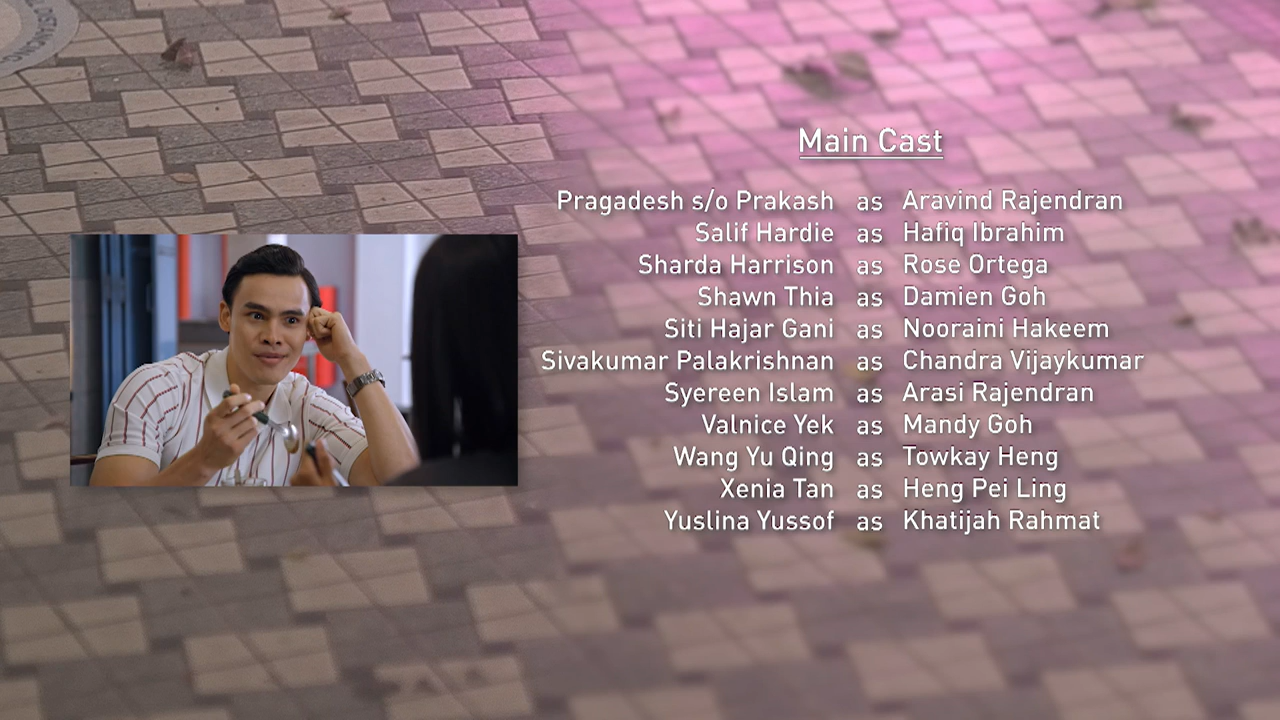 Main Cast
Pragadesh s/o Prakash as Aravind Rajendran
Salif Hardie as Hafiq Ibrahim
Sharda Harrison as Rose Ortega
Shawn Thia as Damien Goh
Siti Hajar Gani as Nooraini Hakeem
Sivakumar Palakrishnan as Chandra Vijaykumar
Syereen Islam as Arasi Rajendran
Valnice Yek as Mandy Goh
Wang Yu Qing as Towkay Heng
Xenia Tan as Heng Pei Ling
Yuslina Yussof as Khatijah Rahmat